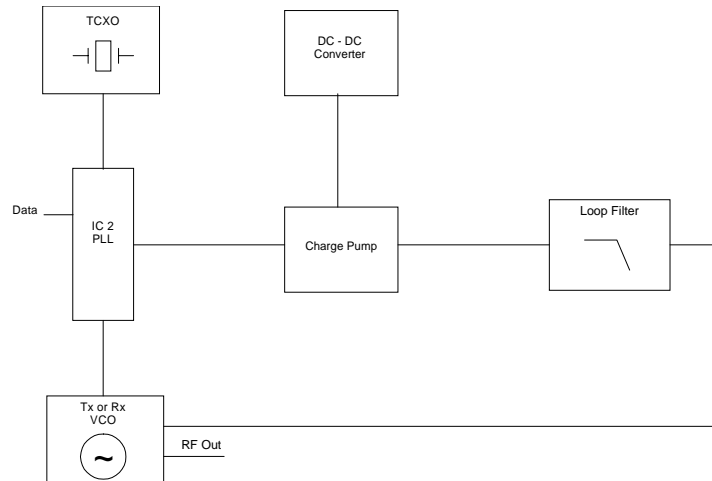 TCXO
DC - DC
Converter
Data
IC 2
PLL
Charge Pump
Loop Filter
Tx or Rx
VCO
~
RF Out